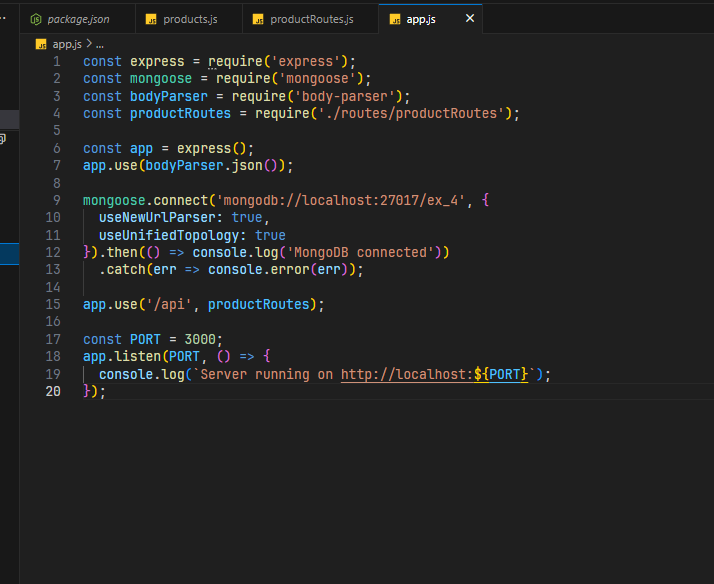 package.json
products.js
productRoutes.js
app.js
app.js > ...
1 const express = require('express');
2 const mongoose = require('mongoose');
3 const bodyParser = require('body-parser');
4 const productRoutes = require('./routes/productRoutes');
5
6 const app = express();
7 app.use(bodyParser.json());
8
9 mongoose.connect('mongodb://localhost:27017/ex_4', {
10   useNewUrlParser: true,
11   useUnifiedTopology: true
12 }).then(() => console.log('MongoDB connected'))
13   .catch(err => console.error(err));
14
15 app.use('/api', productRoutes);
16
17 const PORT = 3000;
18 app.listen(PORT, () => {
19   console.log(`Server running on http://localhost:${PORT}`);
20 });